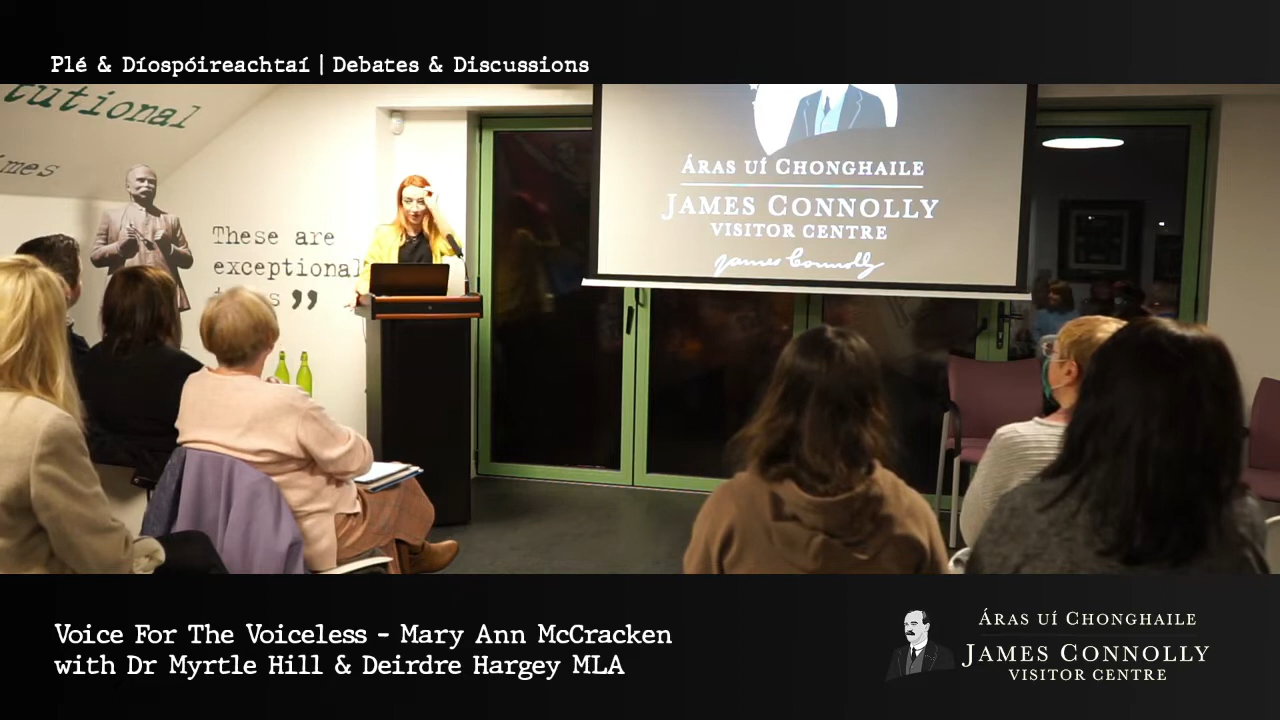 Plé & Díospóireachtaí | Debates & Discussions
tutional
imes
These are
exceptional
ÁRAS UÍ CHONGHAILE
JAMES CONNOLLY
VISITOR CENTRE
James Connolly
Voice For The Voiceless - Mary Ann McCracken
with Dr Myrtle Hill & Deirdre Hargey MLA
ÁRAS UÍ CHONGHAILE
JAMES CONNOLLY
VISITOR CENTRE